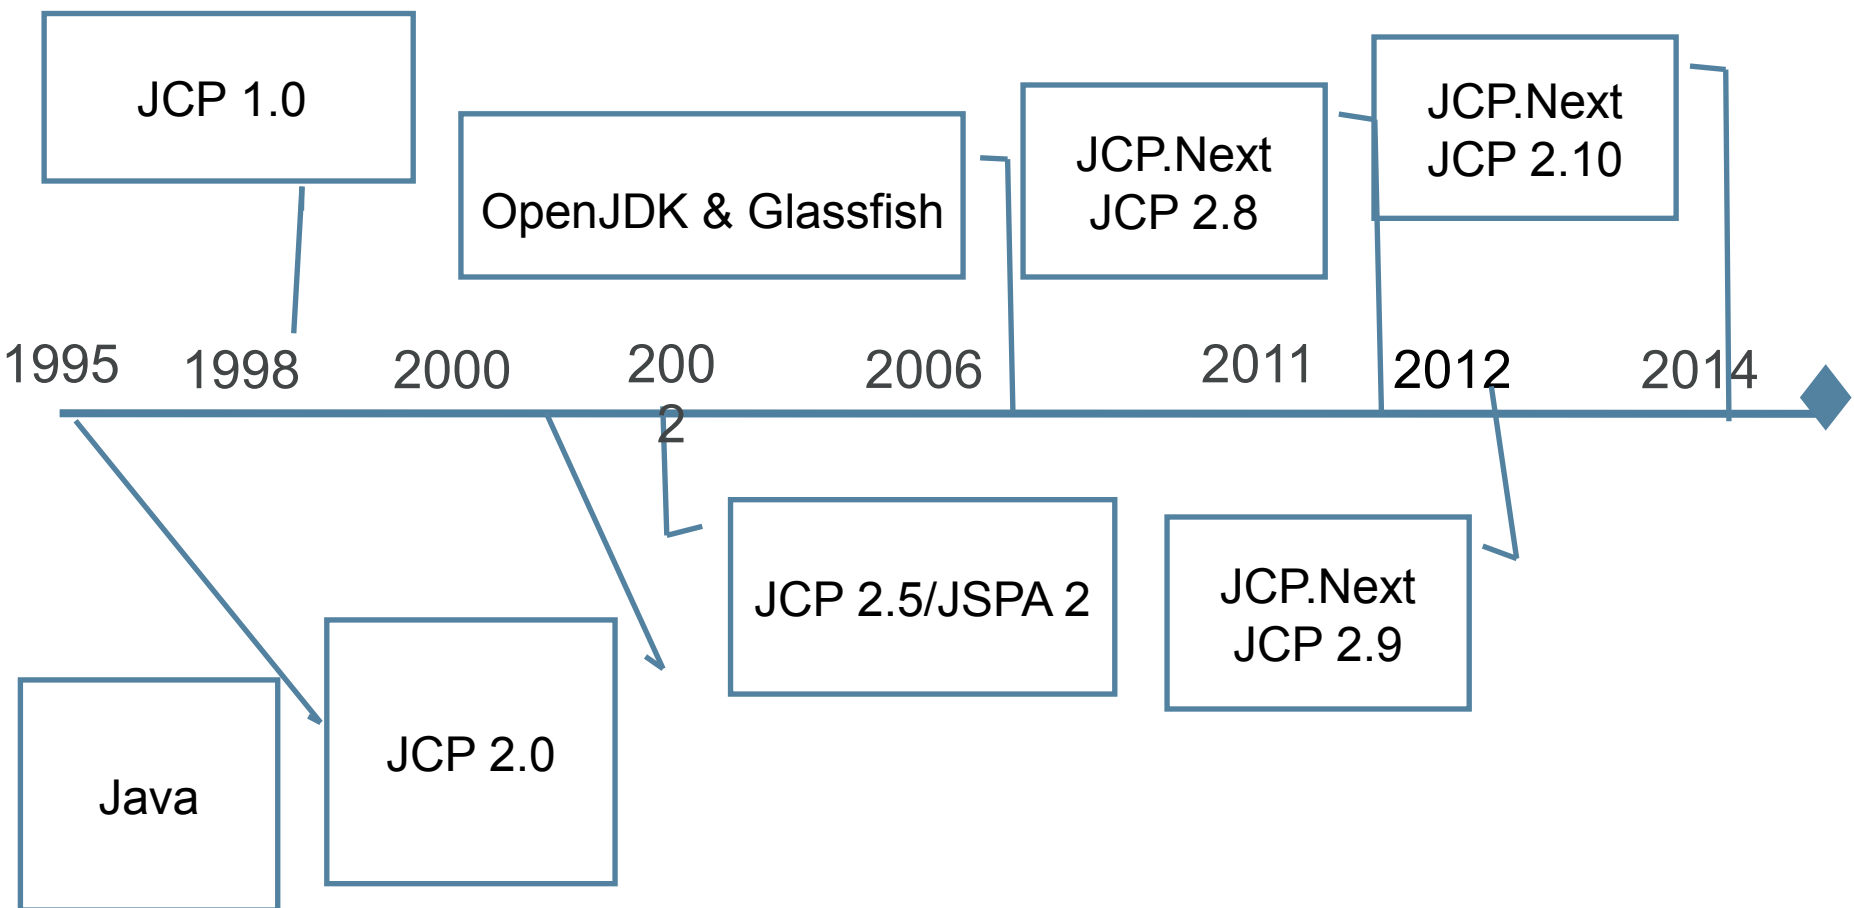 JCP 1.0
OpenJDK & Glassfish
JCP.Next
JCP 2.8
JCP.Next
JCP 2.10
1995
1998
2000
200
2
2006
2011
2012
2014
Java
JCP 2.0
JCP 2.5/JSPA 2
JCP.Next
JCP 2.9